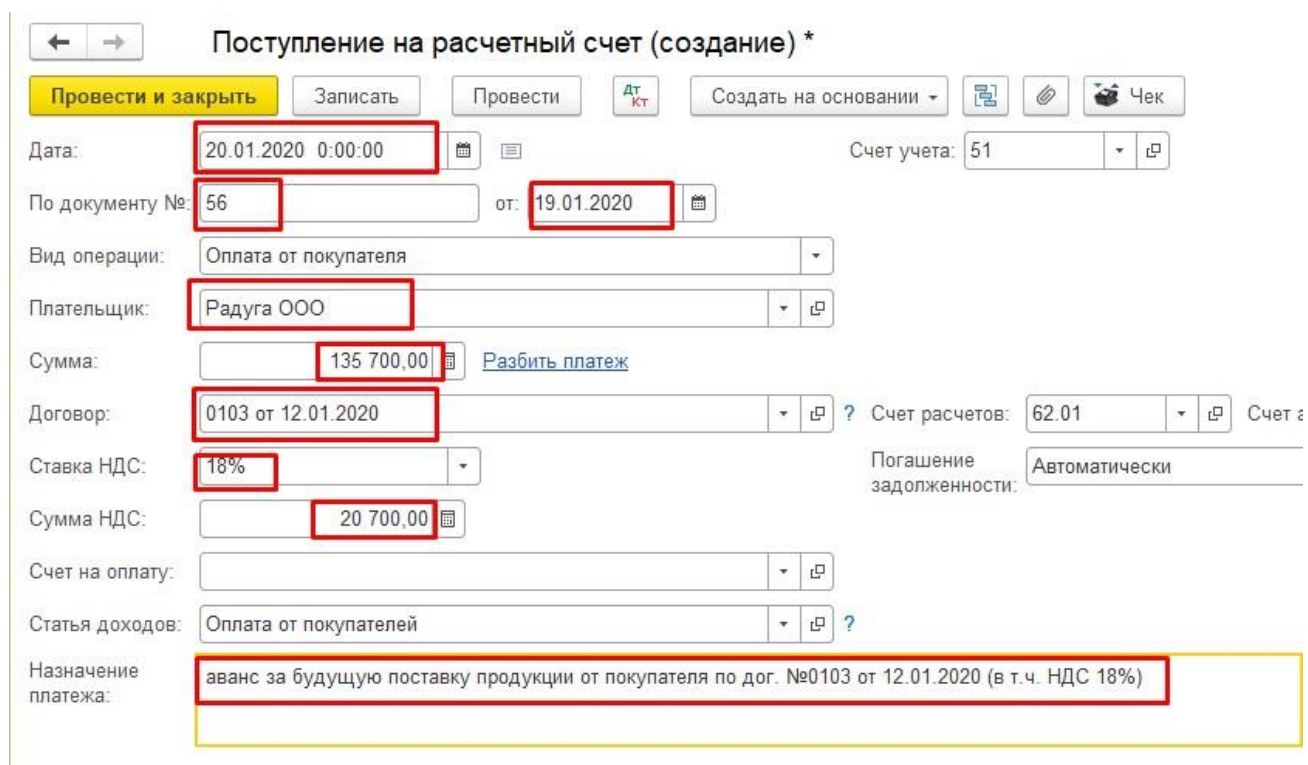 Поступление на расчетный счет (создание) *
Провести и закрыть Записать Провести Дт Кт Создать на основании Чек
Дата: 20.01.2020 0:00:00 Счет учета: 51
По документу №: 56 от: 19.01.2020
Вид операции: Оплата от покупателя
Плательщик: Радуга ООО
Сумма: 135 700,00 Разбить платеж
Договор: 0103 от 12.01.2020 ? Счет расчетов: 62.01 Счет а
Ставка НДС: 18% Погашение задолженности: Автоматически
Сумма НДС: 20 700,00
Счет на оплату:
Статья доходов: Оплата от покупателей ?
Назначение платежа: аванс за будущую поставку продукции от покупателя по дог. №0103 от 12.01.2020 (в т.ч. НДС 18%)